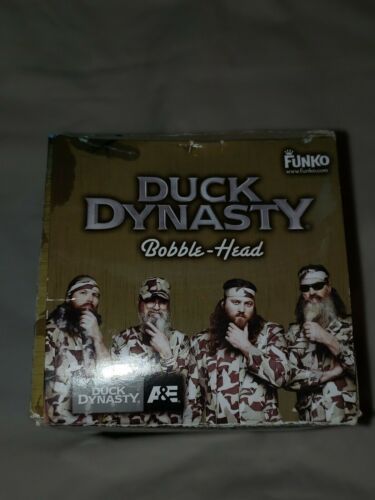 FUNKO
www.Funko.com
DUCK
DYNASTY
Bobble-Head
DUCK
DYNASTY
A&E